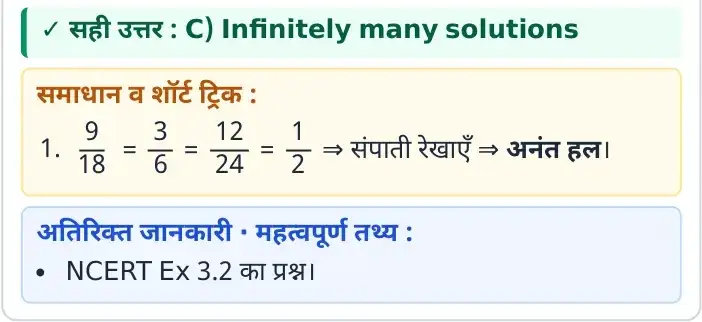 ✓ सही उत्तर : C) Infinitely many solutions
समाधान व शॉर्ट ट्रिक :
1. 9/18 = 3/6 = 12/24 = 1/2 ⇒ संपाती रेखाएँ ⇒ अनंत हल।
अतिरिक्त जानकारी · महत्वपूर्ण तथ्य :
• NCERT Ex 3.2 का प्रश्न।